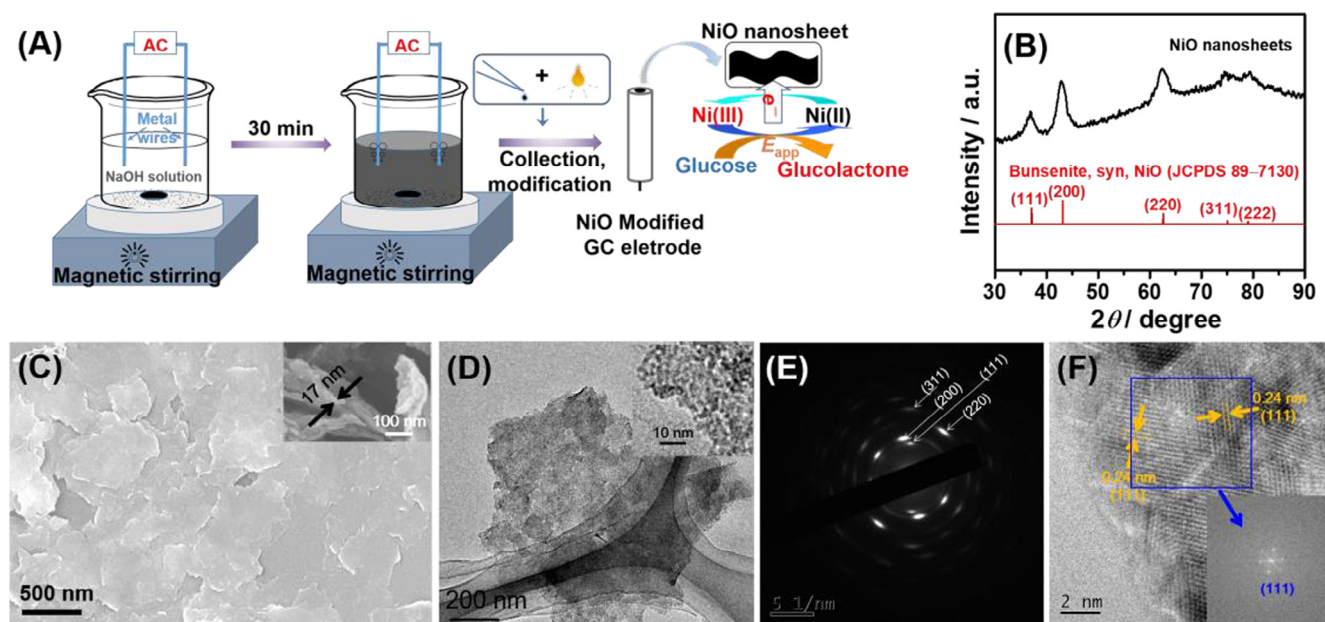 (A)
AC
Metal
wires
NaOH solution
Magnetic stirring
30 min
AC
Magnetic stirring
+
Collection,
modification
NiO Modified
GC eletrode
NiO nanosheet
e−
Ni(III)
Ni(II)
Eapp
Glucose
Glucolactone
(B)
NiO nanosheets
Bunsenite, syn, NiO (JCPDS 89–7130)
(111)
(200)
(220)
(311)
(222)
Intensity / a.u.
30 40 50 60 70 80 90
2θ / degree
(C)
17 nm
100 nm
500 nm
(D)
10 nm
200 nm
(E)
(311)
(200)
(111)
(220)
5 1/nm
(F)
0.24 nm
(111)
0.24 nm
(111)
(111)
2 nm